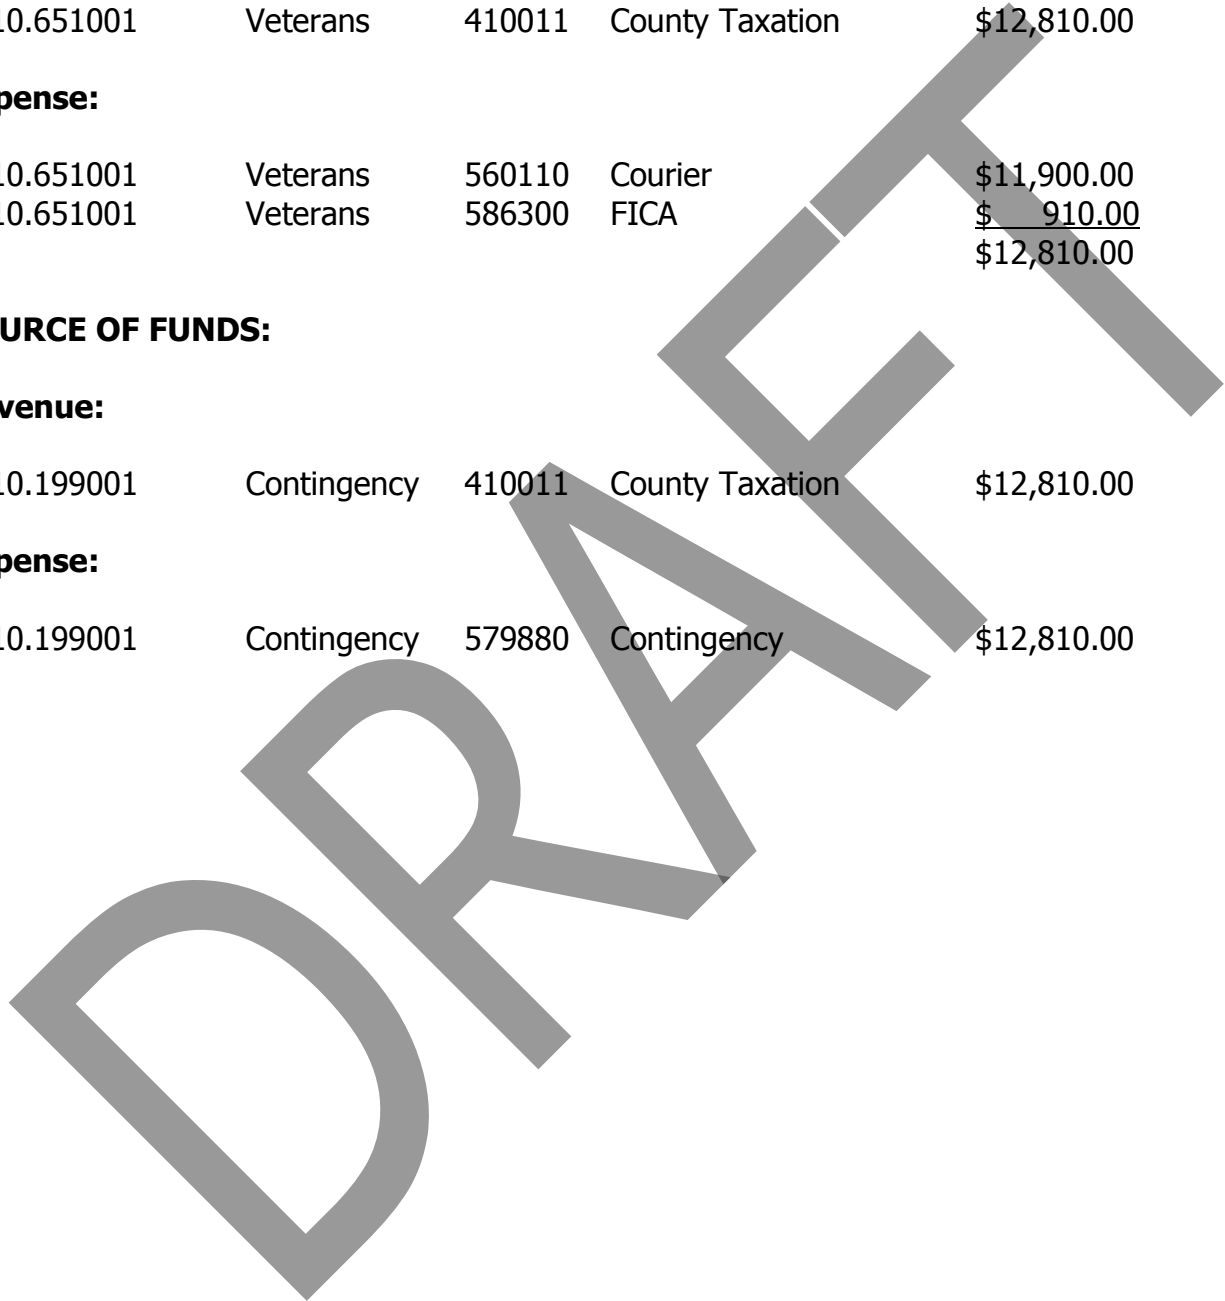 10.651001 Veterans 410011 County Taxation $12,810.00
pense:
10.651001 Veterans 560110 Courier $11,900.00
10.651001 Veterans 586300 FICA $ 910.00
$12,810.00
URCE OF FUNDS:
venue:
10.199001 Contingency 410011 County Taxation $12,810.00
pense:
10.199001 Contingency 579880 Contingency $12,810.00
DRAFT